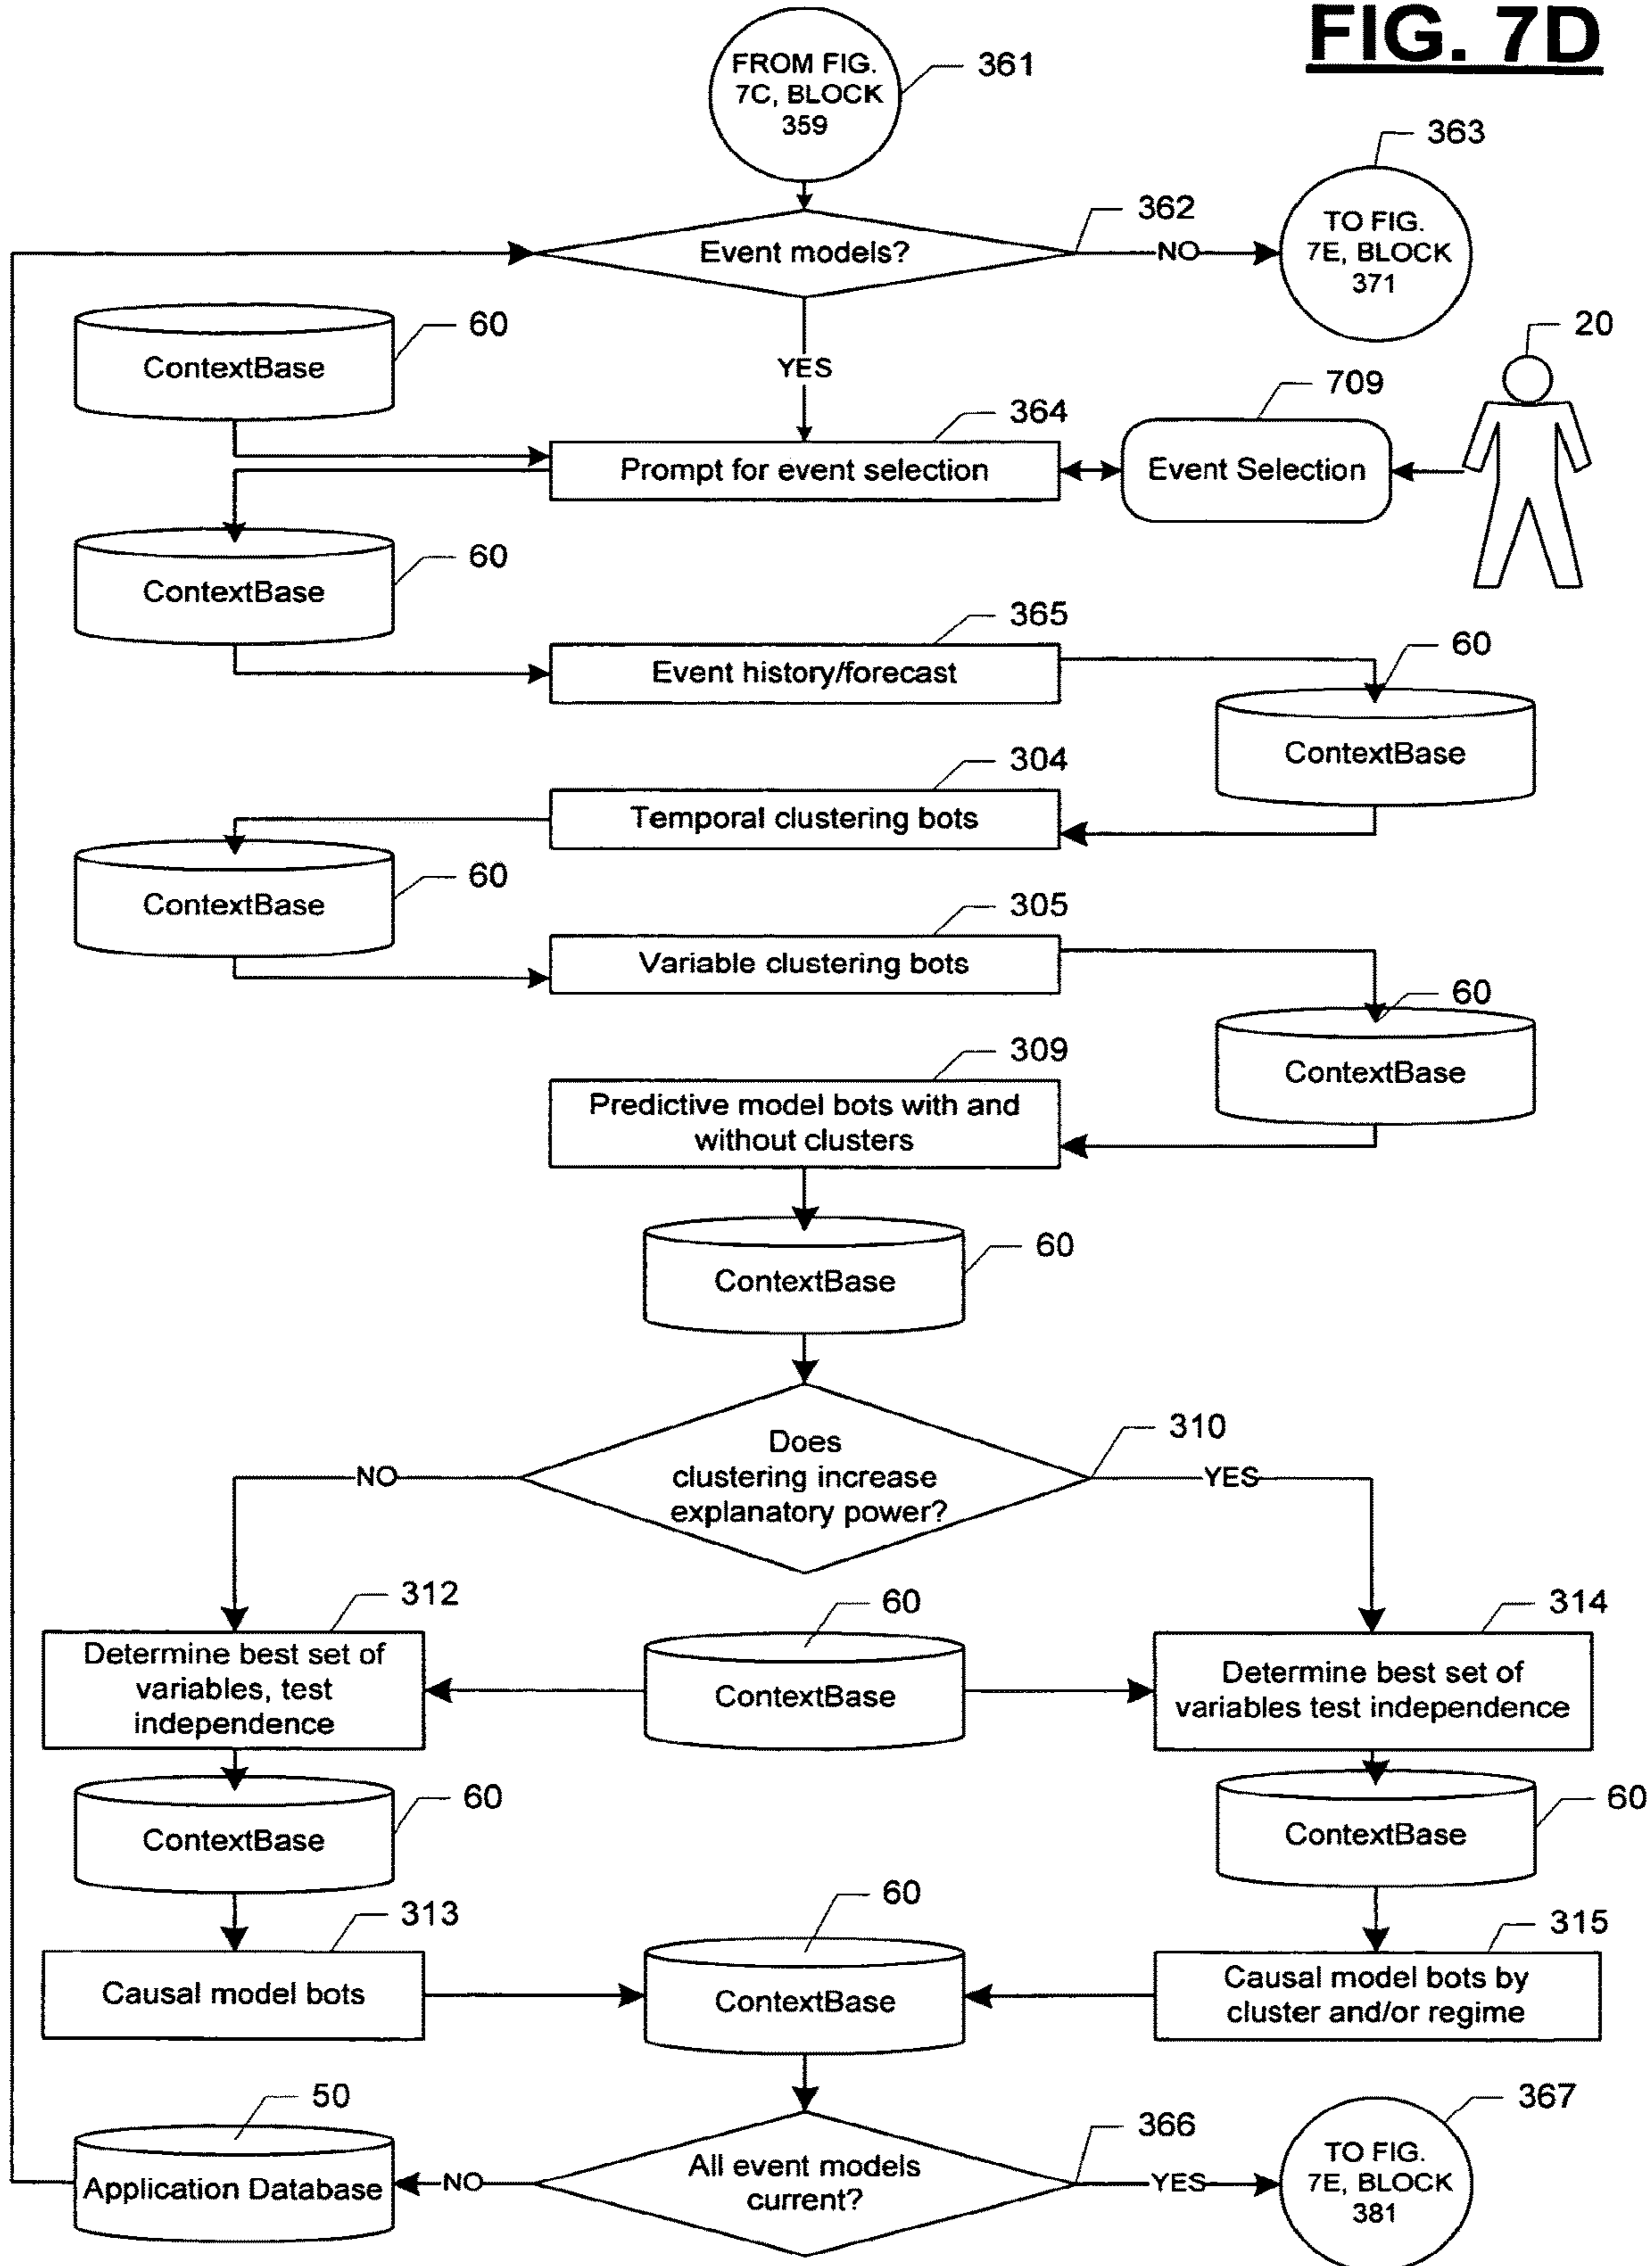 FIG. 7D
FROM FIG.
7C, BLOCK
359
361
363
362
Event models?
NO
TO FIG.
7E, BLOCK
371
60
ContextBase
YES
20
709
364
Prompt for event selection
Event Selection
60
ContextBase
365
Event history/forecast
60
ContextBase
304
Temporal clustering bots
60
ContextBase
305
Variable clustering bots
60
ContextBase
309
Predictive model bots with and
without clusters
60
ContextBase
310
Does
clustering increase
explanatory power?
NO
YES
312
Determine best set of
variables, test
independence
60
ContextBase
314
Determine best set of
variables test independence
60
ContextBase
60
ContextBase
313
Causal model bots
60
ContextBase
315
Causal model bots by
cluster and/or regime
50
Application Database
NO
366
All event models
current?
YES
367
TO FIG.
7E, BLOCK
381